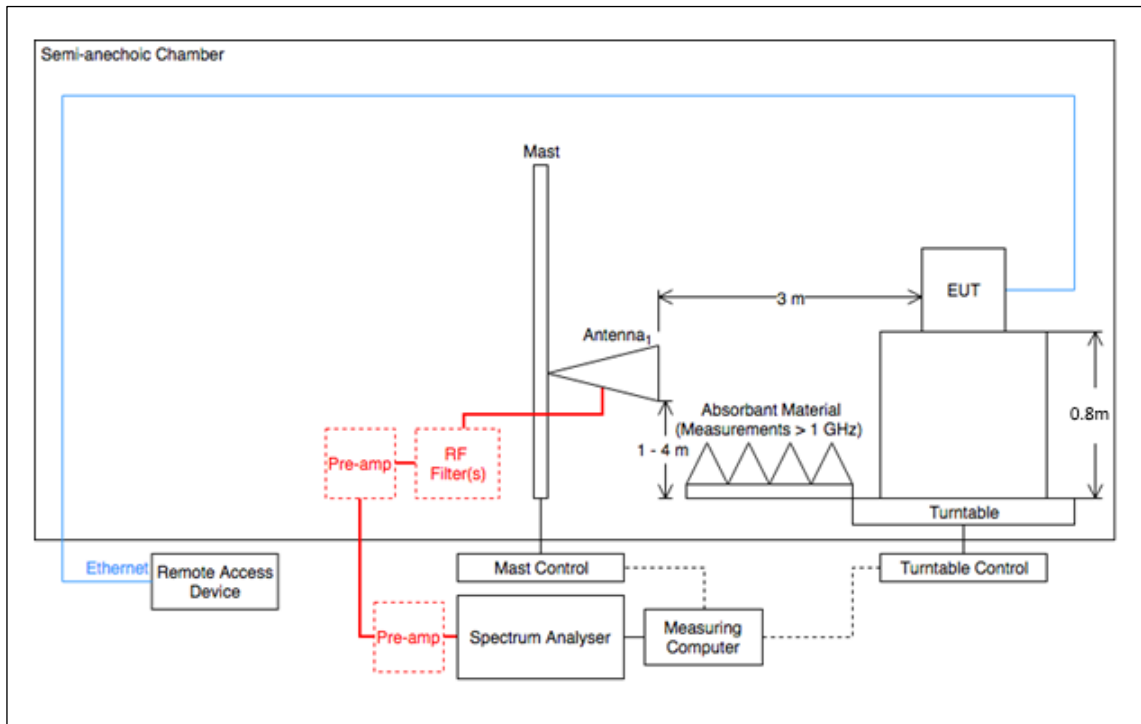 Semi-anechoic Chamber
Mast
EUT
3 m
Antenna1
Absorbant Material
(Measurements > 1 GHz)
0.8m
1 - 4 m
Pre-amp
RF
Filter(s)
Turntable
Ethernet
Remote Access
Device
Mast Control
Turntable Control
Pre-amp
Spectrum Analyser
Measuring
Computer